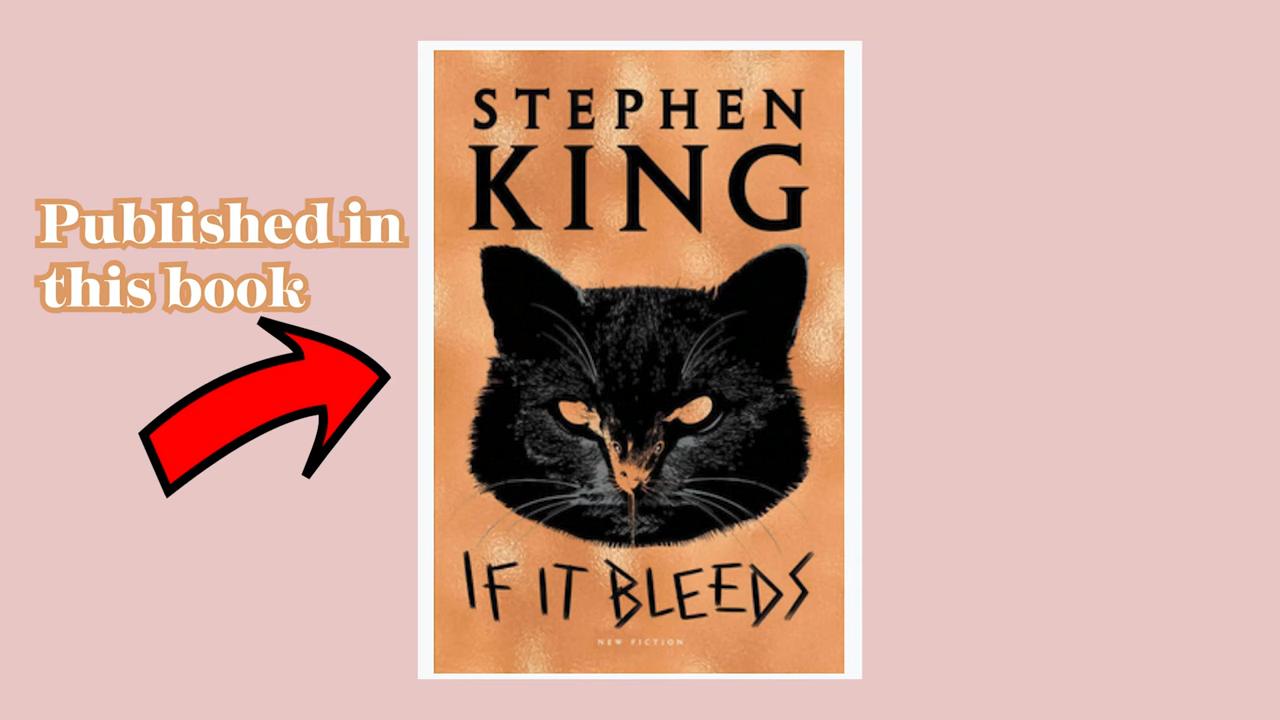 Published in
this book
STEPHEN
KING
IF IT BLEEDS
NEW FICTION